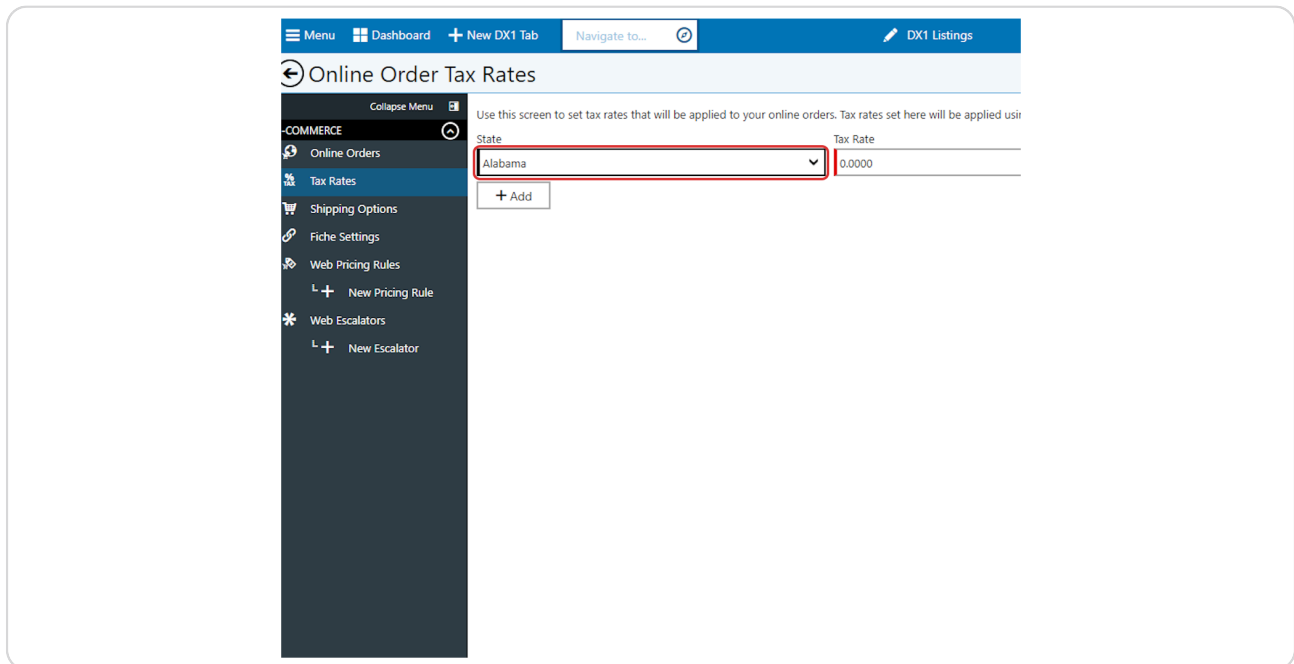 Menu Dashboard New DX1 Tab Navigate to... DX1 Listings
Online Order Tax Rates
Collapse Menu
-COMMERCE
Online Orders
% TAX Tax Rates
Shipping Options
Fiche Settings
Web Pricing Rules
New Pricing Rule
Web Escalators
New Escalator
Use this screen to set tax rates that will be applied to your online orders. Tax rates set here will be applied usi
State Tax Rate
Alabama 0.0000
+ Add